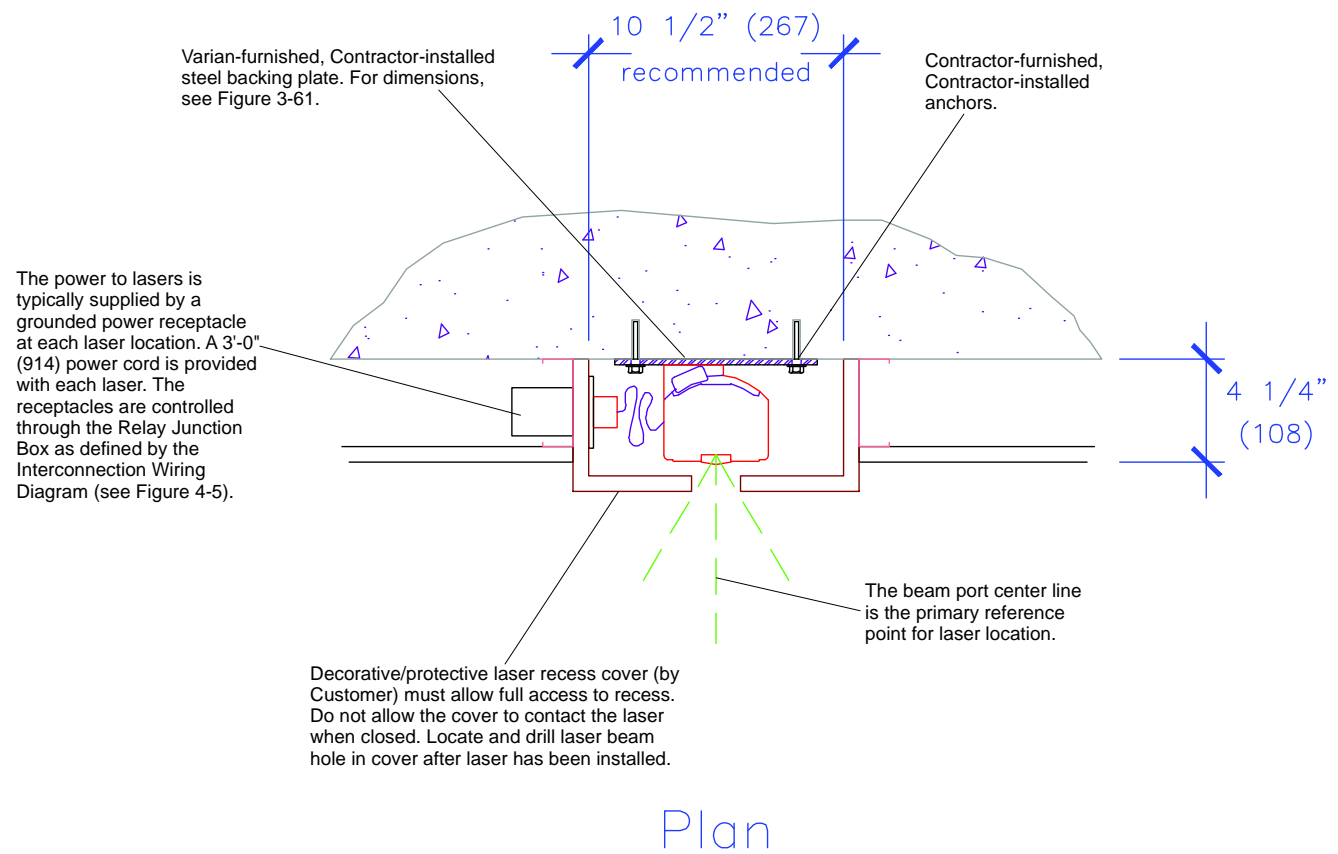 10 1/2” (267)
recommended
Varian-furnished, Contractor-installed
steel backing plate. For dimensions,
see Figure 3-61.
Contractor-furnished,
Contractor-installed
anchors.
The power to lasers is
typically supplied by a
grounded power receptacle
at each laser location. A 3'-0"
(914) power cord is provided
with each laser. The
receptacles are controlled
through the Relay Junction
Box as defined by the
Interconnection Wiring
Diagram (see Figure 4-5).
4 1/4”
(108)
The beam port center line
is the primary reference
point for laser location.
Decorative/protective laser recess cover (by
Customer) must allow full access to recess.
Do not allow the cover to contact the laser
when closed. Locate and drill laser beam
hole in cover after laser has been installed.
Plan